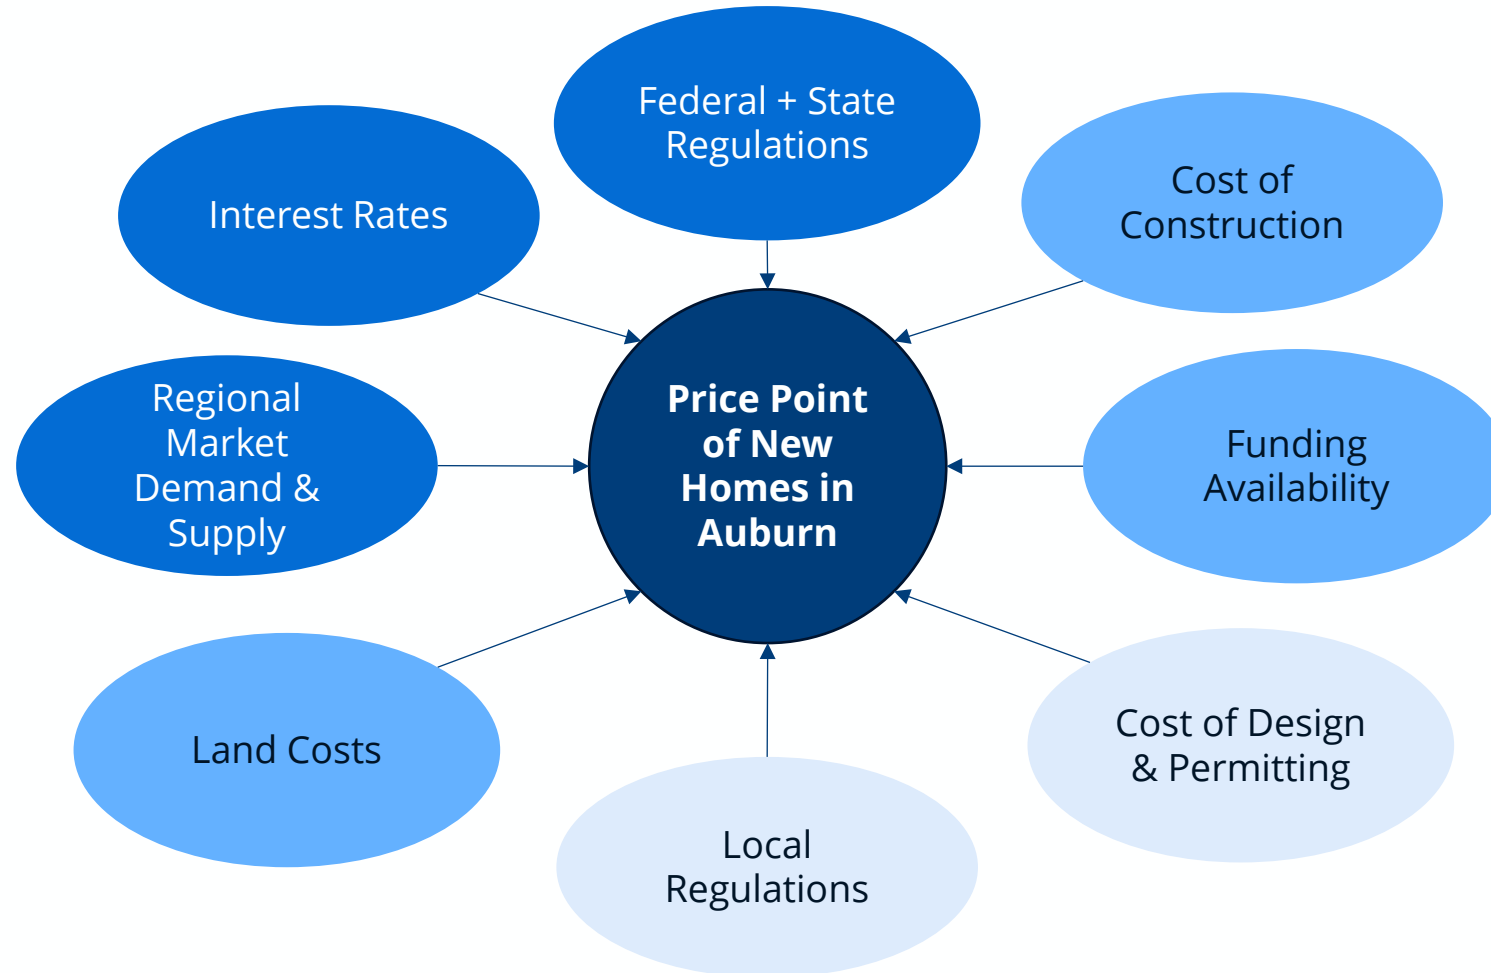 Federal + State
Regulations
Cost of
Construction
Interest Rates
Regional
Market
Demand &
Supply
Price Point
of New
Homes in
Auburn
Funding
Availability
Land Costs
Cost of Design
& Permitting
Local
Regulations